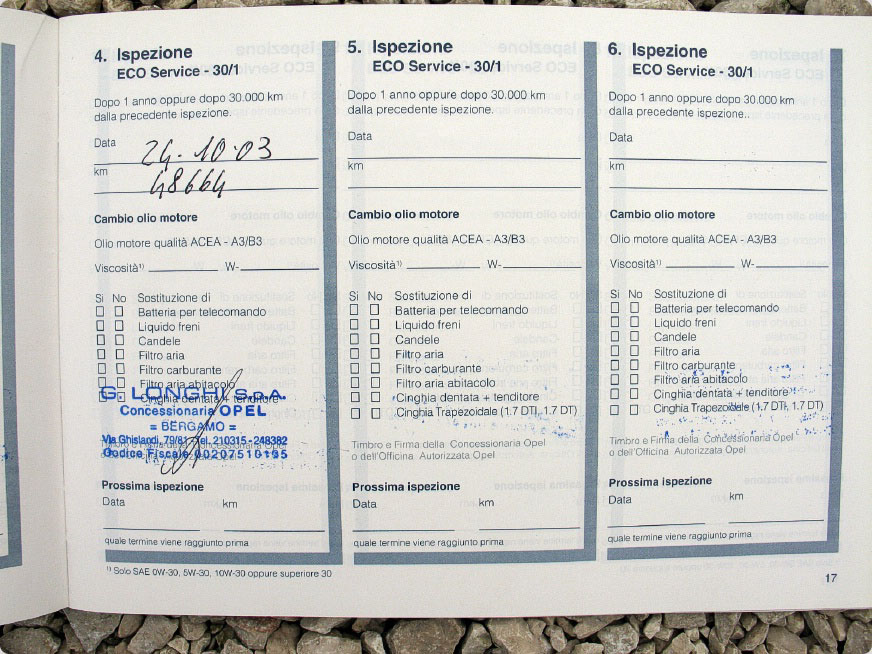 4. Ispezione
ECO Service - 30/1
Dopo 1 anno oppure dopo 30.000 km
dalla precedente ispezione.
Data 24-10-03
km 48664
Cambio olio motore
Olio motore qualità ACEA - A3/B3
Viscosità¹⁾ W-
Si No Sostituzione di
Batteria per telecomando
Liquido freni
Candele
Filtro aria
Filtro carburante
Filtro aria abitacolo
Cinghia dentata + tenditore
G. LONGHI S.p.A.
Concessionaria OPEL
= BERGAMO =
Via Ghislandi, 79/81 Tel. 210315-248382
Codice Fiscale 00207510165
Prossima ispezione
Data km
quale termine viene raggiunto prima
¹⁾ Solo SAE 0W-30, 5W-30, 10W-30 oppure superiore 30
5. Ispezione
ECO Service - 30/1
Dopo 1 anno oppure dopo 30.000 km
dalla precedente ispezione.
Data
km
Cambio olio motore
Olio motore qualità ACEA - A3/B3
Viscosità¹⁾ W-
Si No Sostituzione di
Batteria per telecomando
Liquido freni
Candele
Filtro aria
Filtro carburante
Filtro aria abitacolo
Cinghia dentata + tenditore
Cinghia Trapezoidale (1.7 DTI, 1.7 DT)
Timbro e Firma della Concessionaria Opel
o dell'Officina Autorizzata Opel
Prossima ispezione
Data km
quale termine viene raggiunto prima
6. Ispezione
ECO Service - 30/1
Dopo 1 anno oppure dopo 30.000 km
dalla precedente ispezione..
Data
km
Cambio olio motore
Olio motore qualità ACEA - A3/B3
Viscosità¹⁾ W-
Si No Sostituzione di
Batteria per telecomando
Liquido freni
Candele
Filtro aria
Filtro carburante
Filtro aria abitacolo
Cinghia dentata + tenditore
Cinghia Trapezoidale (1.7 DTI, 1.7 DT)
Timbro e Firma della Concessionaria Opel
o dell'Officina Autorizzata Opel
Prossima ispezione
Data km
quale termine viene raggiunto prima
17